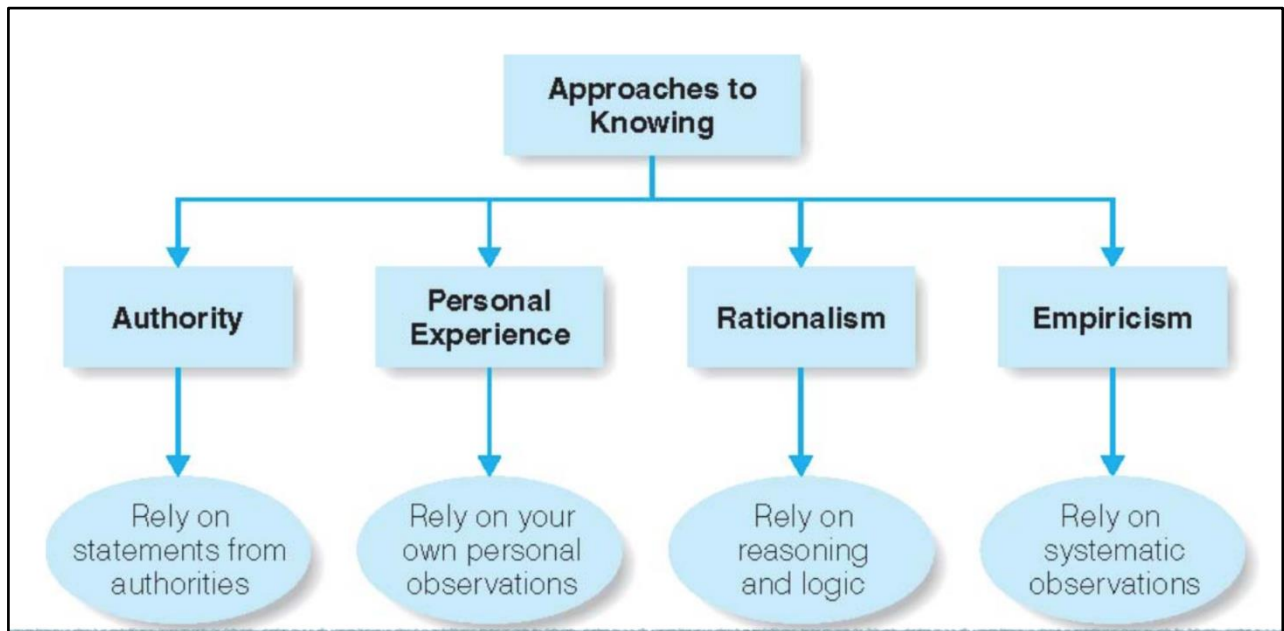 Approaches to
Knowing
Authority
Personal
Experience
Rationalism
Empiricism
Rely on
statements from
authorities
Rely on your
own personal
observations
Rely on
reasoning
and logic
Rely on
systematic
observations